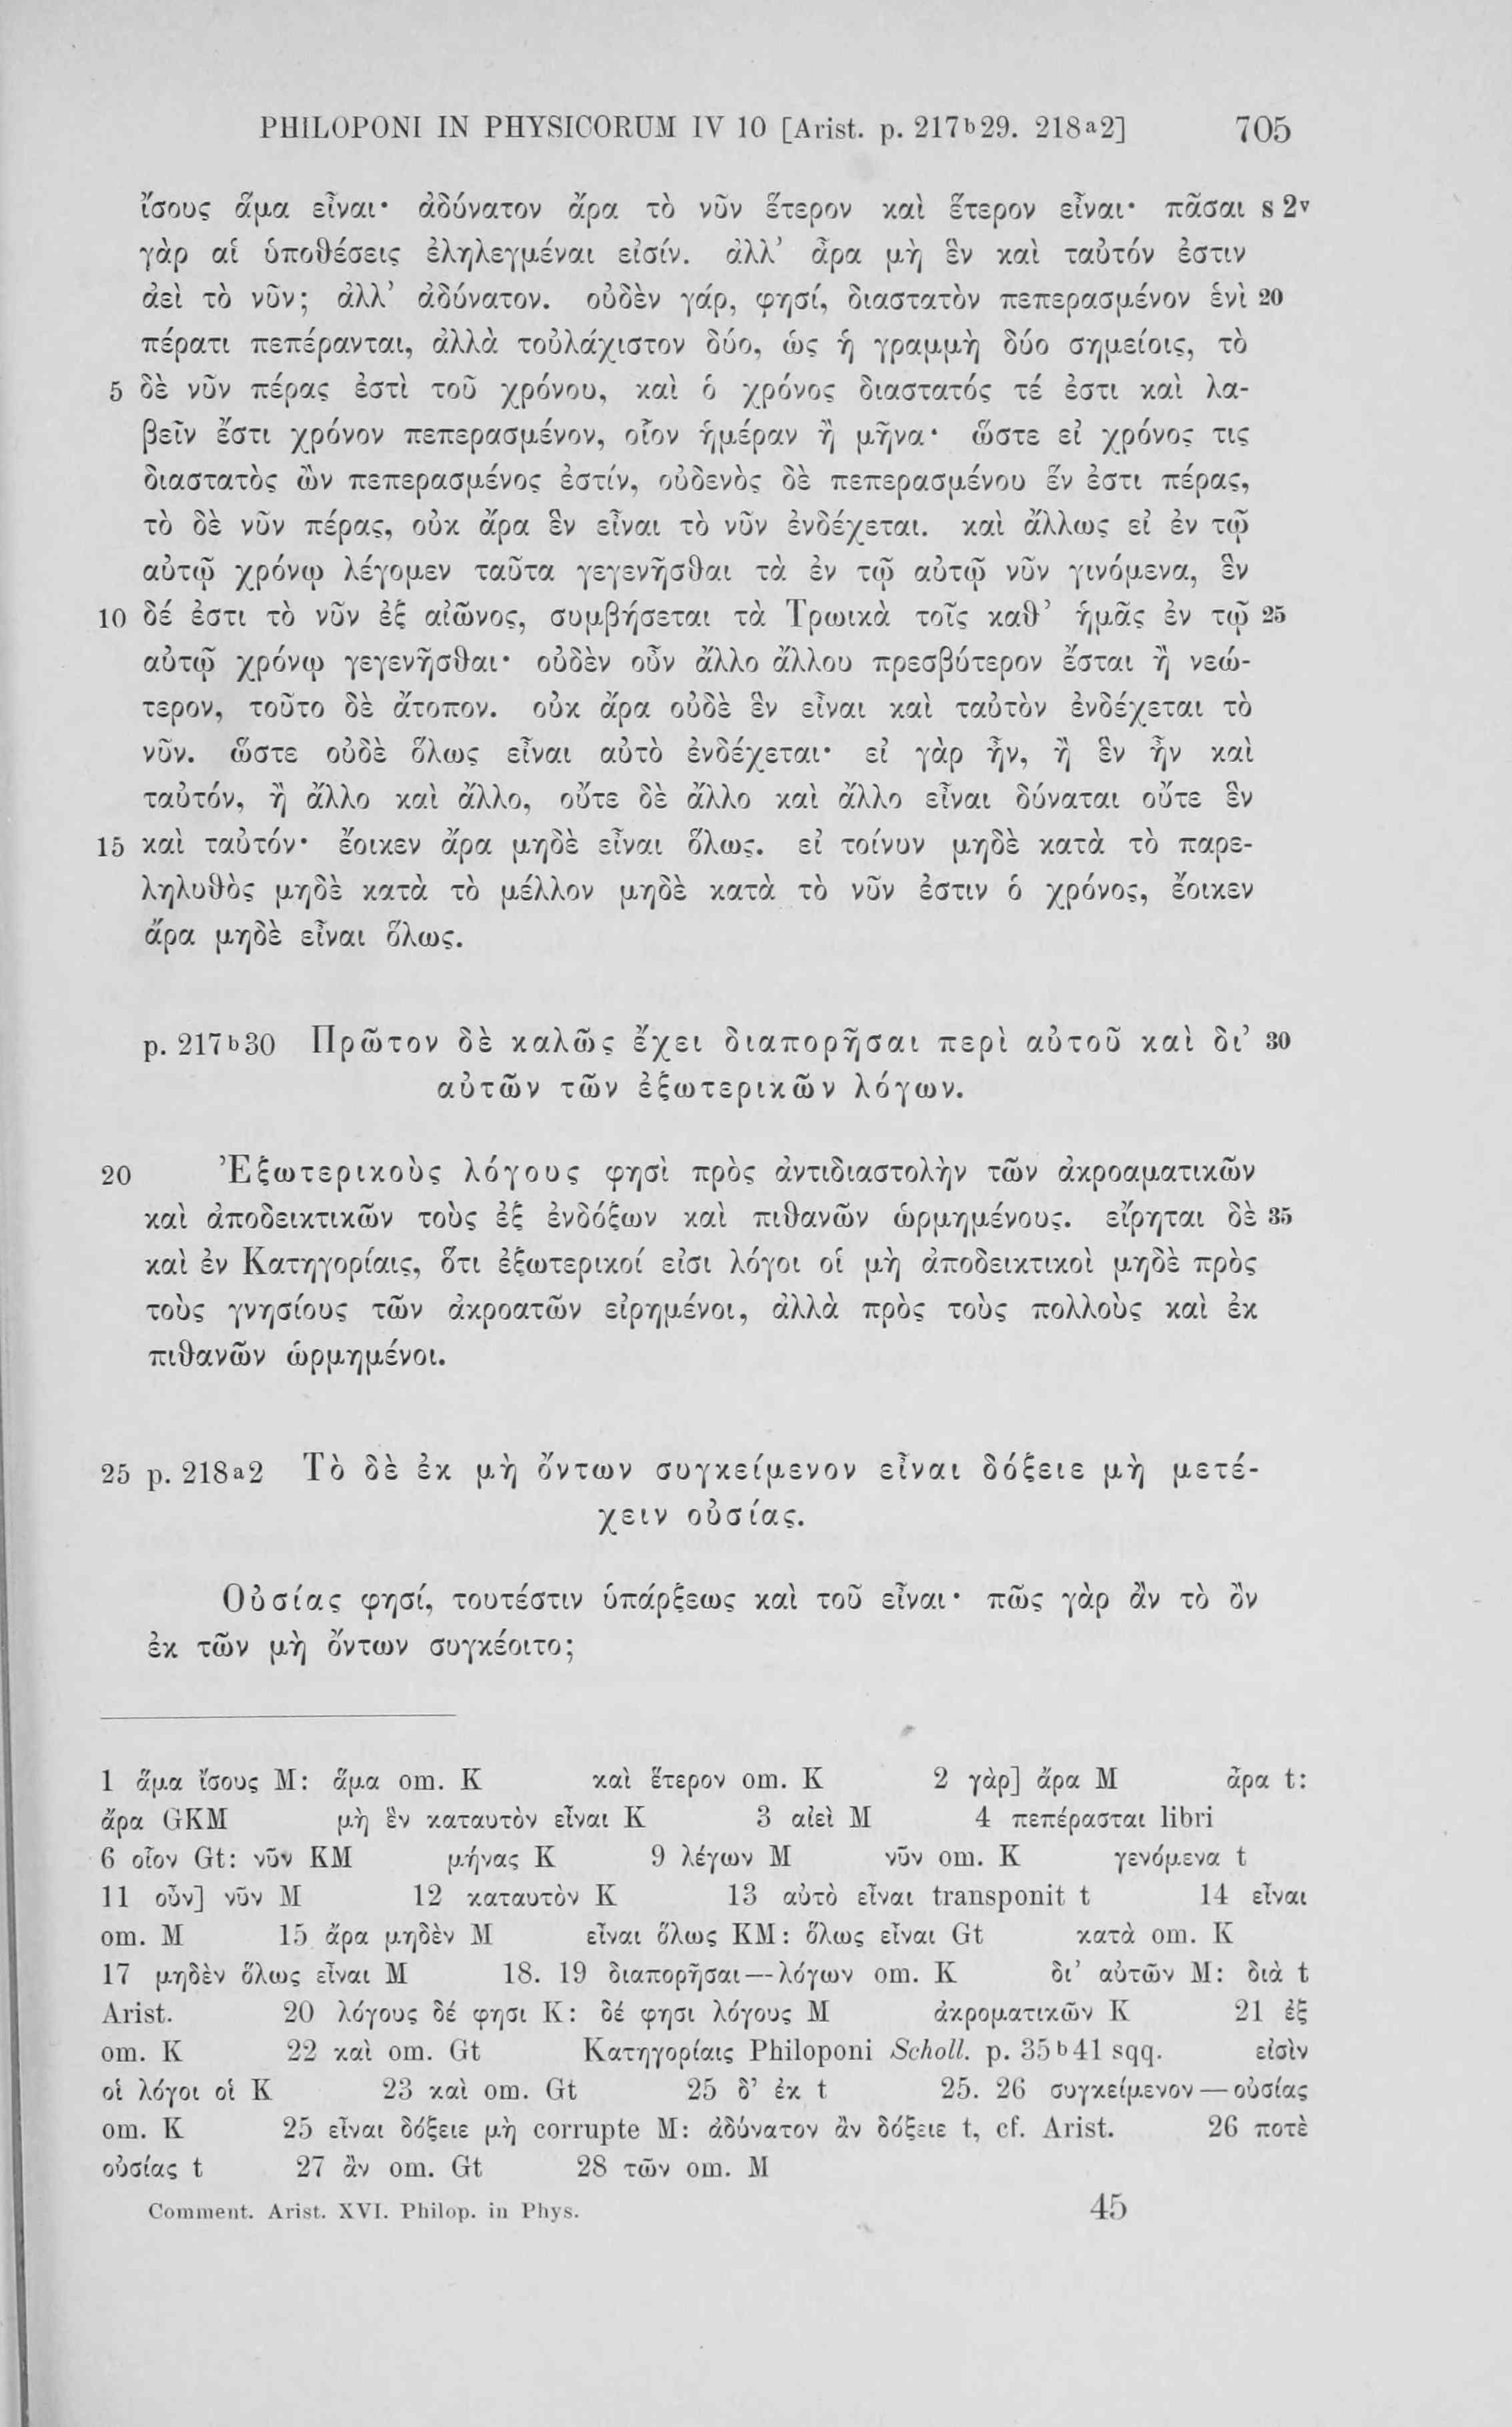 PHILOPONI IN PHYSICORUM IV 10 [Arist. p. 217b29. 218a2] 705
ἴσους ἅμα εἶναι· ἀδύνατον ἄρα τὸ νῦν ἕτερον καὶ ἕτερον εἶναι· πᾶσαι s 2v
γὰρ αἱ ὑποθέσεις ἐληλεγμέναι εἰσίν. ἀλλ’ ἆρα μὴ ἓν καὶ ταὐτόν ἐστιν
ἀεὶ τὸ νῦν; ἀλλ’ ἀδύνατον. οὐδὲν γάρ, φησί, διαστατὸν πεπερασμένον ἑνὶ 20
πέρατι πεπέρανται, ἀλλὰ τοὐλάχιστον δύο, ὡς ἡ γραμμὴ δύο σημείοις, τὸ
5 δὲ νῦν πέρας ἐστὶ τοῦ χρόνου, καὶ ὁ χρόνος διαστατός τέ ἐστι καὶ λα-
βεῖν ἔστι χρόνον πεπερασμένον, οἷον ἡμέραν ἢ μῆνα· ὥστε εἰ χρόνος τις
διαστατὸς ὢν πεπερασμένος ἐστίν, οὐδενὸς δὲ πεπερασμένου ἕν ἐστι πέρας,
τὸ δὲ νῦν πέρας, οὐκ ἄρα ἓν εἶναι τὸ νῦν ἐνδέχεται. καὶ ἄλλως εἰ ἐν τῷ
αὐτῷ χρόνῳ λέγομεν ταῦτα γεγενῆσθαι τὰ ἐν τῷ αὐτῷ νῦν γινόμενα, ἓν
10 δέ ἐστι τὸ νῦν ἐξ αἰῶνος, συμβήσεται τὰ Τρωικὰ τοῖς καθ’ ἡμᾶς ἐν τῷ 25
αὐτῷ χρόνῳ γεγενῆσθαι· οὐδὲν οὖν ἄλλο ἄλλου πρεσβύτερον ἔσται ἢ νεώ-
τερον, τοῦτο δὲ ἄτοπον. οὐκ ἄρα οὐδὲ ἓν εἶναι καὶ ταὐτὸν ἐνδέχεται τὸ
νῦν. ὥστε οὐδὲ ὅλως εἶναι αὐτὸ ἐνδέχεται· εἰ γὰρ ἦν, ἢ ἓν ἦν καὶ
ταὐτόν, ἢ ἄλλο καὶ ἄλλο, οὔτε δὲ ἄλλο καὶ ἄλλο εἶναι δύναται οὔτε ἓν
15 καὶ ταὐτόν· ἔοικεν ἄρα μηδὲ εἶναι ὅλως. εἰ τοίνυν μηδὲ κατὰ τὸ παρε-
ληλυθὸς μηδὲ κατὰ τὸ μέλλον μηδὲ κατὰ τὸ νῦν ἐστιν ὁ χρόνος, ἔοικεν
ἄρα μηδὲ εἶναι ὅλως.
p. 217b30 Πρῶτον δὲ καλῶς ἔχει διαπορῆσαι περὶ αὐτοῦ καὶ δι’ 30
αὐτῶν τῶν ἐξωτερικῶν λόγων.
20 Ἐξωτερικοὺς λόγους φησὶ πρὸς ἀντιδιαστολὴν τῶν ἀκροαματικῶν
καὶ ἀποδεικτικῶν τοὺς ἐξ ἐνδόξων καὶ πιθανῶν ὡρμημένους. εἴρηται δὲ 35
καὶ ἐν Κατηγορίαις, ὅτι ἐξωτερικοί εἰσι λόγοι οἱ μὴ ἀποδεικτικοὶ μηδὲ πρὸς
τοὺς γνησίους τῶν ἀκροατῶν εἰρημένοι, ἀλλὰ πρὸς τοὺς πολλοὺς καὶ ἐκ
πιθανῶν ὡρμημένοι.
25 p. 218a2 Τὸ δὲ ἐκ μὴ ὄντων συγκείμενον εἶναι δόξειε μὴ μετέ-
χειν οὐσίας.
Οὐσίας φησί, τουτέστιν ὑπάρξεως καὶ τοῦ εἶναι· πῶς γὰρ ἂν τὸ ὂν
ἐκ τῶν μὴ ὄντων συγκέοιτο;
1 ἅμα ἴσους M: ἅμα om. K καὶ ἕτερον om. K 2 γὰρ] ἄρα M ἆρα t:
ἄρα GKM μὴ ἓν καταυτὸν εἶναι K 3 αἰεὶ M 4 πεπέρασται libri
6 οἷον Gt: νῦν KM μήνας K 9 λέγων M νῦν om. K γενόμενα t
11 οὖν] νῦν M 12 καταυτὸν K 13 αὐτὸ εἶναι transponit t 14 εἶναι
om. M 15 ἄρα μηδὲν M εἶναι ὅλως KM: ὅλως εἶναι Gt κατὰ om. K
17 μηδὲν ὅλως εἶναι M 18. 19 διαπορῆσαι—λόγων om. K δι’ αὐτῶν M: διὰ t
Arist. 20 λόγους δέ φησι K: δέ φησι λόγους M ἀκροματικῶν K 21 ἐξ
om. K 22 καὶ om. Gt Κατηγορίαις Philoponi Scholl. p. 35b41 sqq. εἰσὶν
οἱ λόγοι οἱ K 23 καὶ om. Gt 25 δ’ ἐκ t 25. 26 συγκείμενον—οὐσίας
om. K 25 εἶναι δόξειε μὴ corrupte M: ἀδύνατον ἂν δόξειε t, cf. Arist. 26 ποτὲ
οὐσίας t 27 ἂν om. Gt 28 τῶν om. M
Comment. Arist. XVI. Philop. in Phys. 45